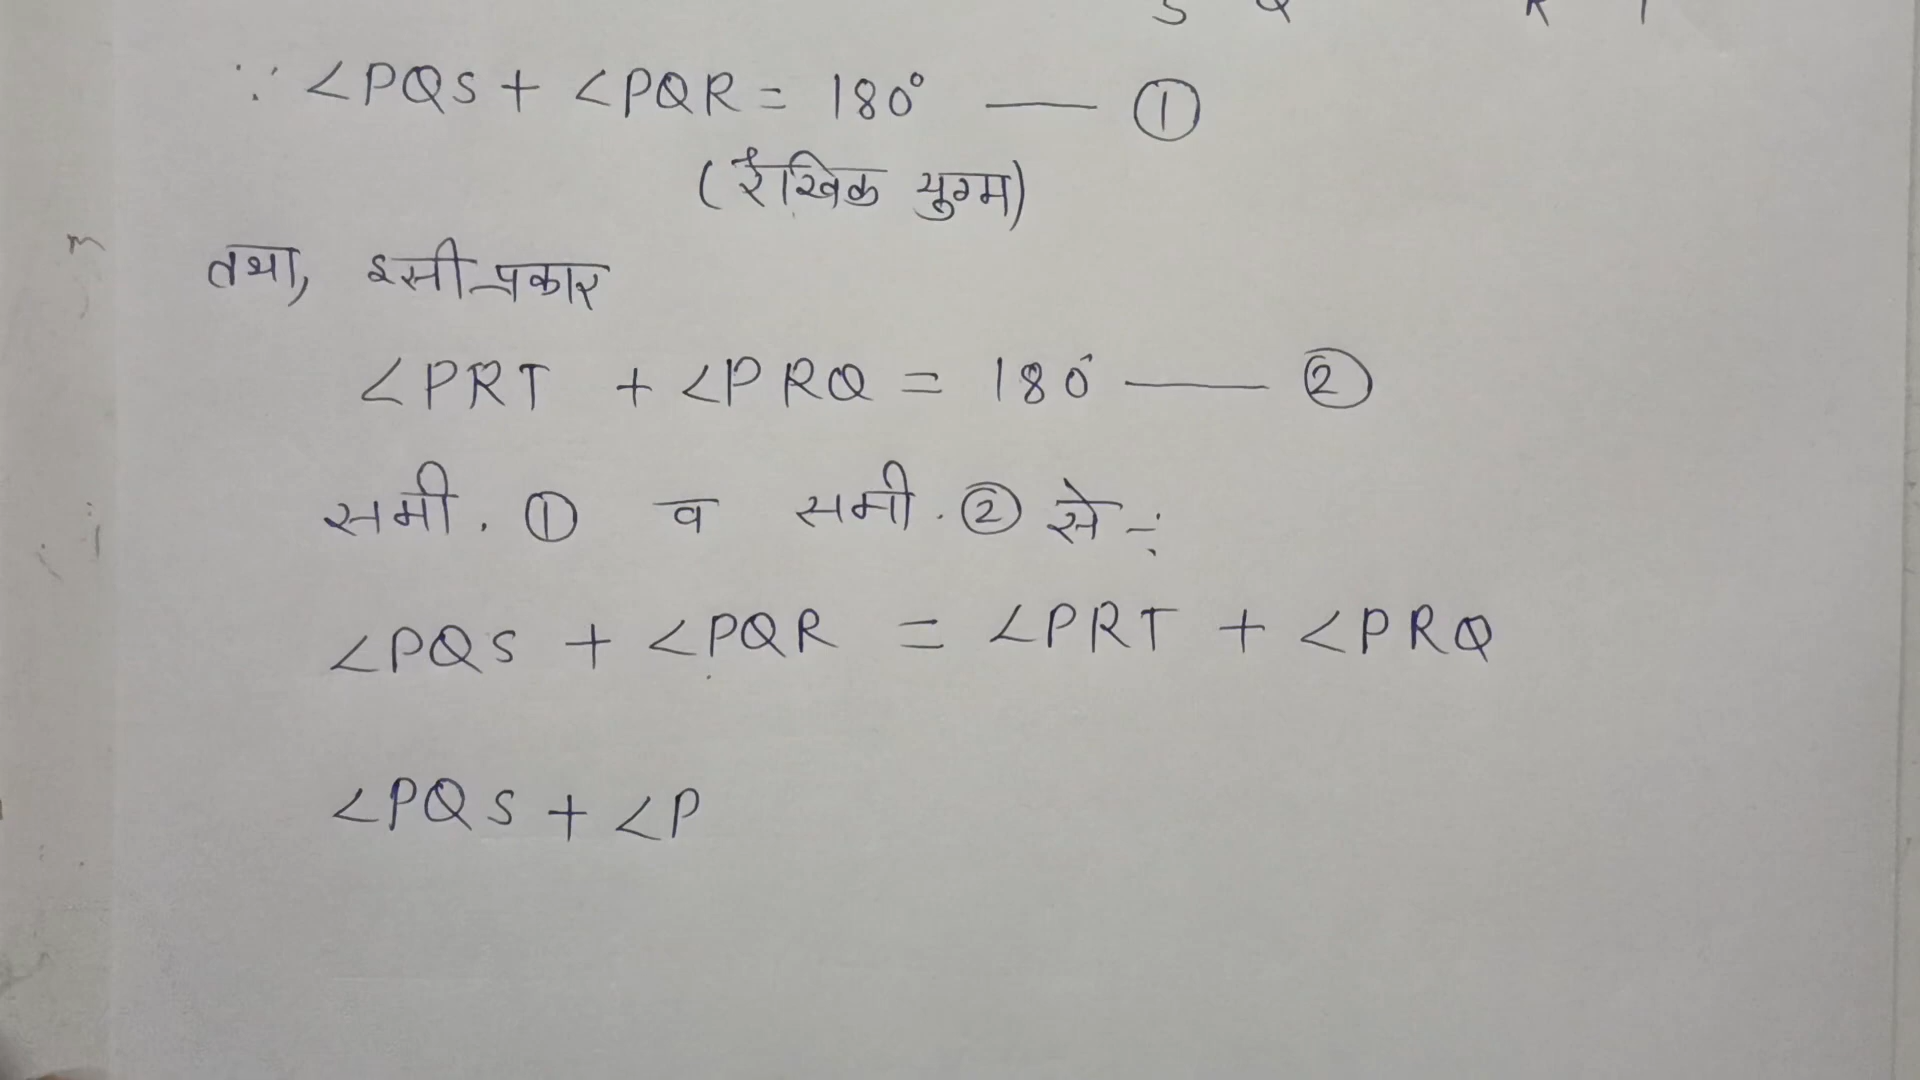 S Q R T
∵ ∠PQS + ∠PQR = 180° — ①
(रैखिक युग्म)
तथा, इसी प्रकार
∠PRT + ∠PRQ = 180° — ②
समी. ① व समी. ② से -:
∠PQS + ∠PQR = ∠PRT + ∠PRQ
∠PQS + ∠P